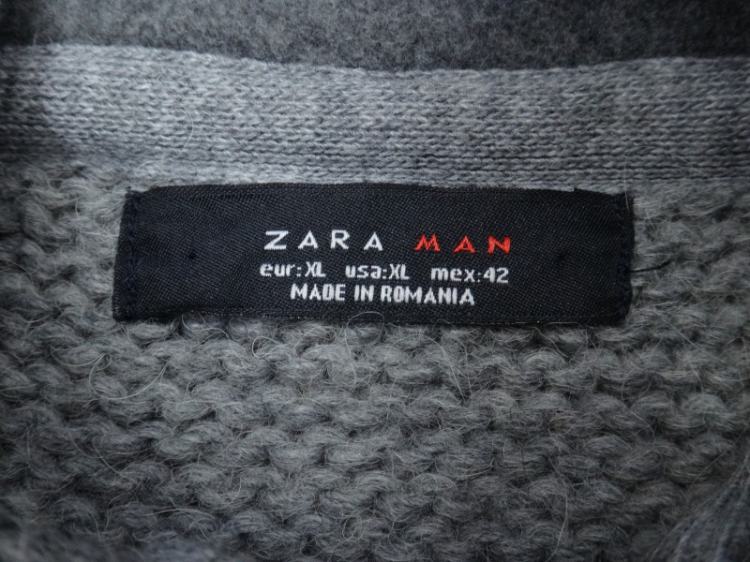 ZARA MAN
eur:XL usa:XL mex:42
MADE IN ROMANIA